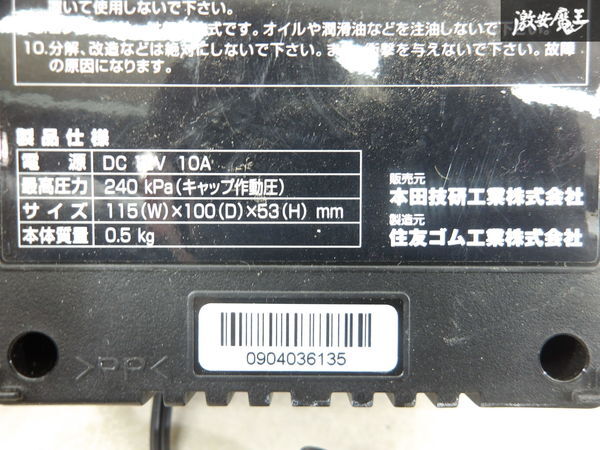 置いて使用しないで下さい。
式です。オイルや潤滑油などを注油しないで下さい。
10.分解、改造などは絶対にしないで下さい。また、衝撃を与えないで下さい。故障
の原因になります。
激安魔王
製品仕様
電源 DC 12V 10A
最高圧力 240 kPa(キャップ作動圧)
サイズ 115(W)×100(D)×53(H) mm
本体質量 0.5 kg
販売元
本田技研工業株式会社
製造元
住友ゴム工業株式会社
0904036135
>PP<